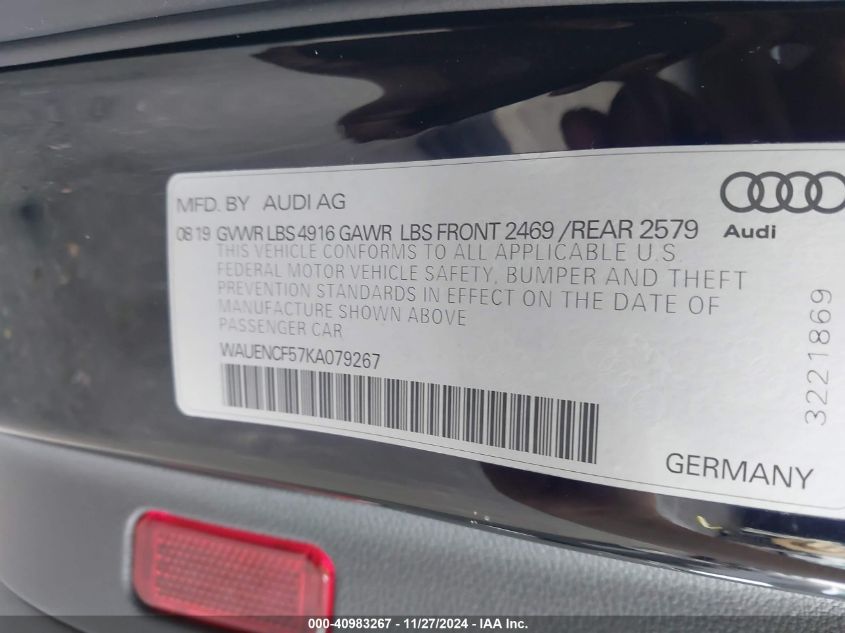 MFD. BY AUDI AG
08 19 GVWR LBS 4916 GAWR LBS FRONT 2469 /REAR 2579
Audi
THIS VEHICLE CONFORMS TO ALL APPLICABLE U.S.
FEDERAL MOTOR VEHICLE SAFETY, BUMPER AND THEFT
PREVENTION STANDARDS IN EFFECT ON THE DATE OF
MANUFACTURE SHOWN ABOVE
PASSENGER CAR
WAUENCF57KA079267
3221869
GERMANY
000-40983267 - 11/27/2024 - IAA Inc.